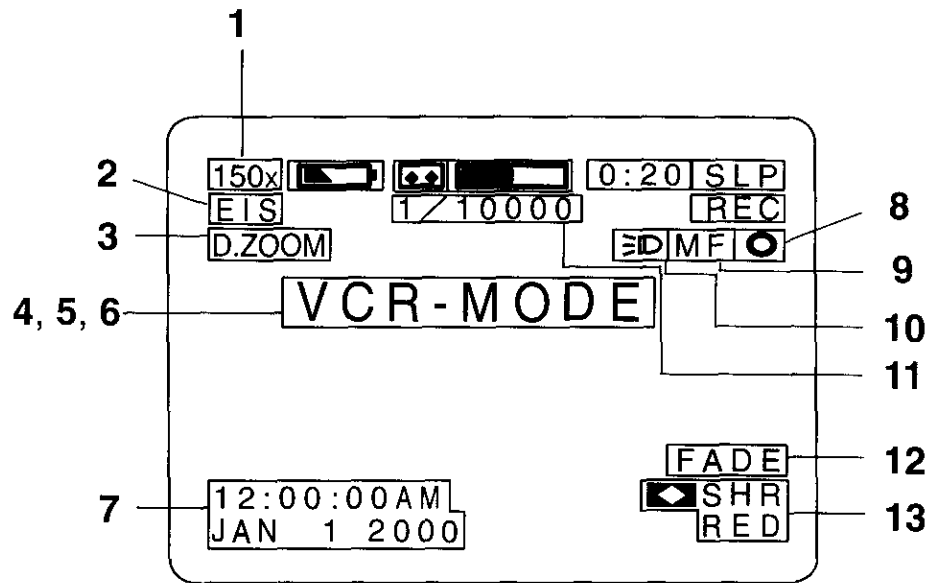 1
150x 0:20 SLP
2 EIS 1/10000 REC 8
3 D.ZOOM MF 9
4, 5, 6 VCR-MODE 10
11
FADE 12
7 12:00:00AM SHR 13
JAN 1 2000 RED